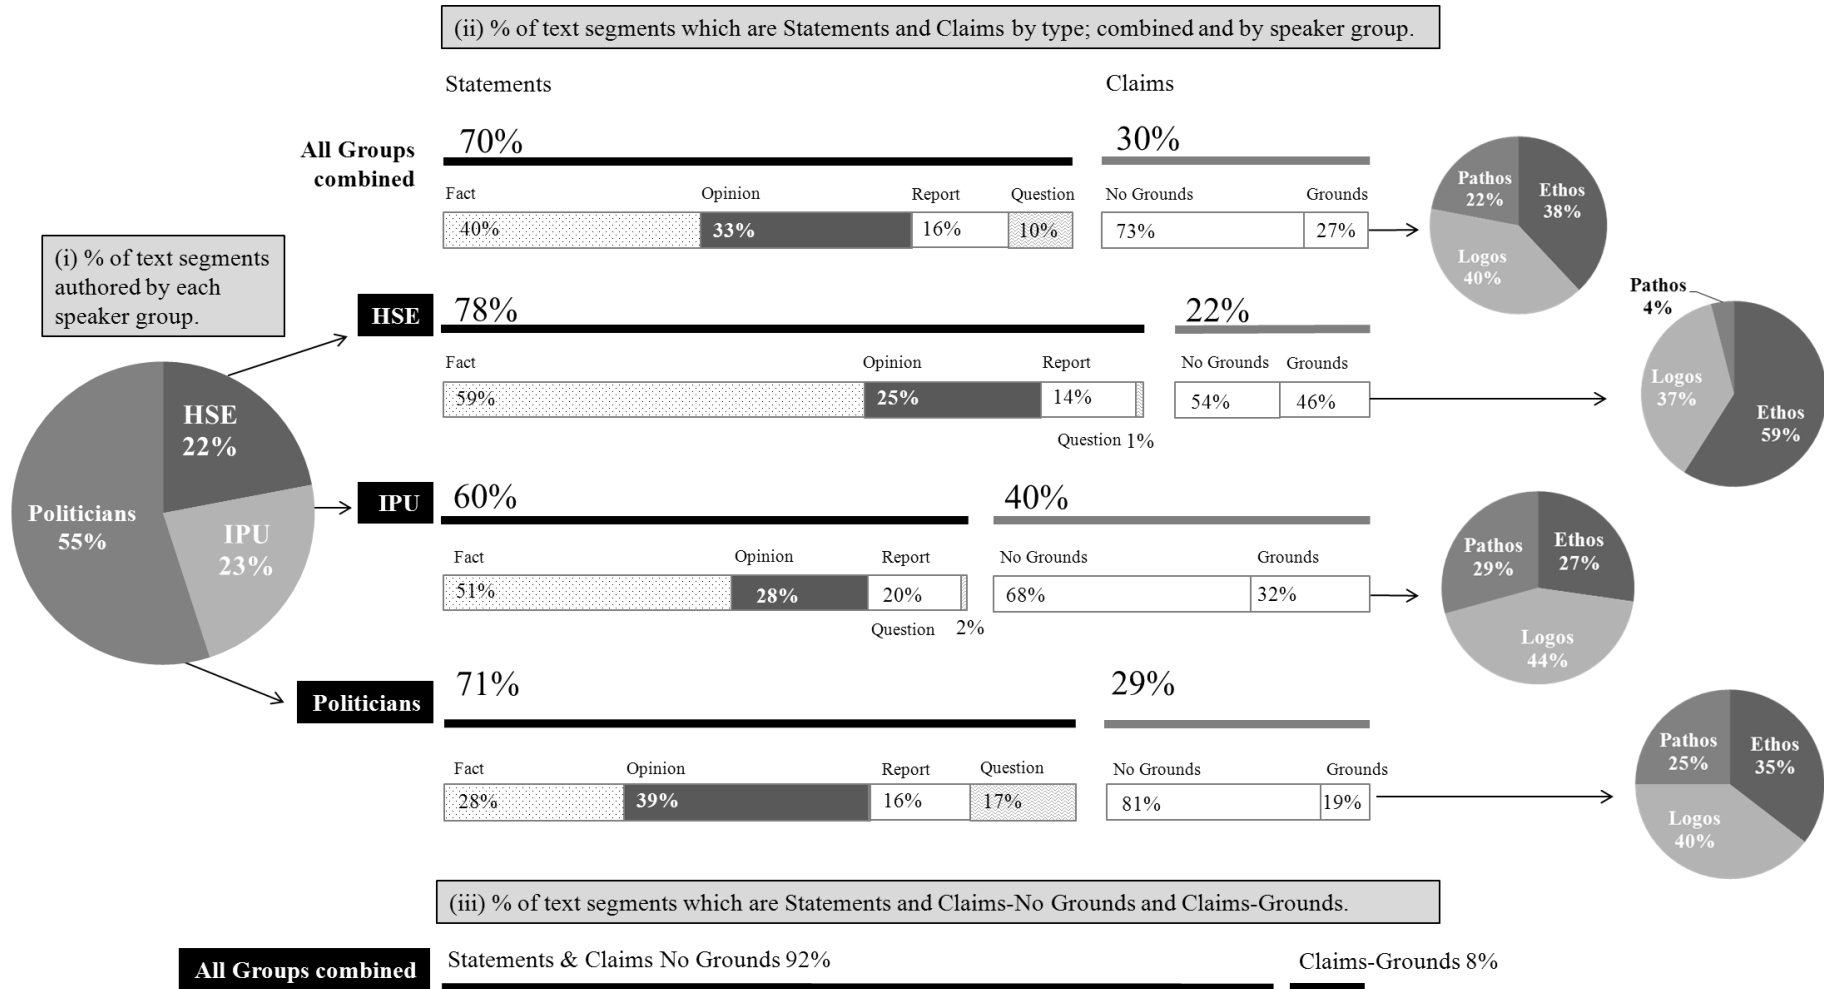 (ii) % of text segments which are Statements and Claims by type; combined and by speaker group.
Statements Claims
All Groups
combined
70% 30%
Fact Opinion Report Question No Grounds Grounds
40% 33% 16% 10% 73% 27%
Pathos
22%
Ethos
38%
Logos
40%
(i) % of text segments
authored by each
speaker group.
HSE
22%
IPU
23%
Politicians
55%
HSE
78% 22%
Fact Opinion Report No Grounds Grounds
59% 25% 14% 54% 46%
Question 1%
Pathos
4%
Logos
37%
Ethos
59%
IPU
60% 40%
Fact Opinion Report No Grounds Grounds
51% 28% 20% 68% 32%
Question 2%
Pathos
29%
Ethos
27%
Logos
44%
Politicians
71% 29%
Fact Opinion Report Question No Grounds Grounds
28% 39% 16% 17% 81% 19%
Pathos
25%
Ethos
35%
Logos
40%
(iii) % of text segments which are Statements and Claims-No Grounds and Claims-Grounds.
All Groups combined
Statements & Claims No Grounds 92% Claims-Grounds 8%